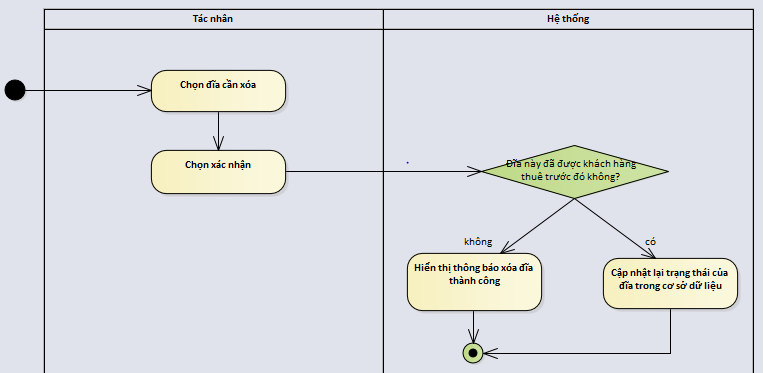 Tác nhân
Hệ thống
Chọn đĩa cần xóa
Chọn xác nhận
Đĩa này đã được khách hàng
thuê trước đó không?
không
có
Hiển thị thông báo xóa đĩa
thành công
Cập nhật lại trạng thái của
đĩa trong cơ sở dữ liệu